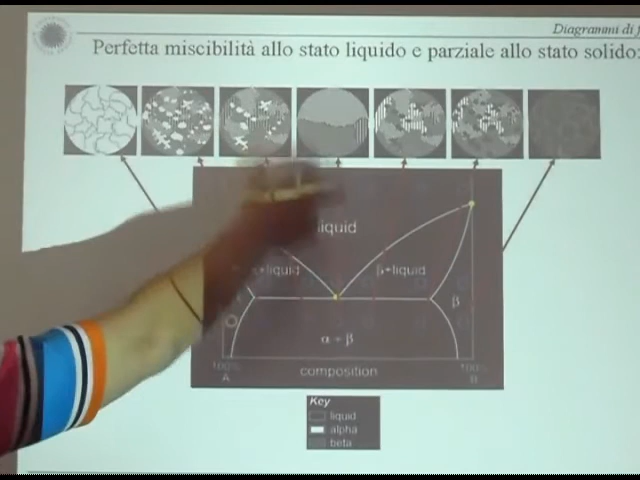 Diagrammi di f
Perfetta miscibilità allo stato liquido e parziale allo stato solido:
liquid
α+liquid
β+liquid
β
α + β
100%
A
composition
100%
B
Key
liquid
alpha
beta